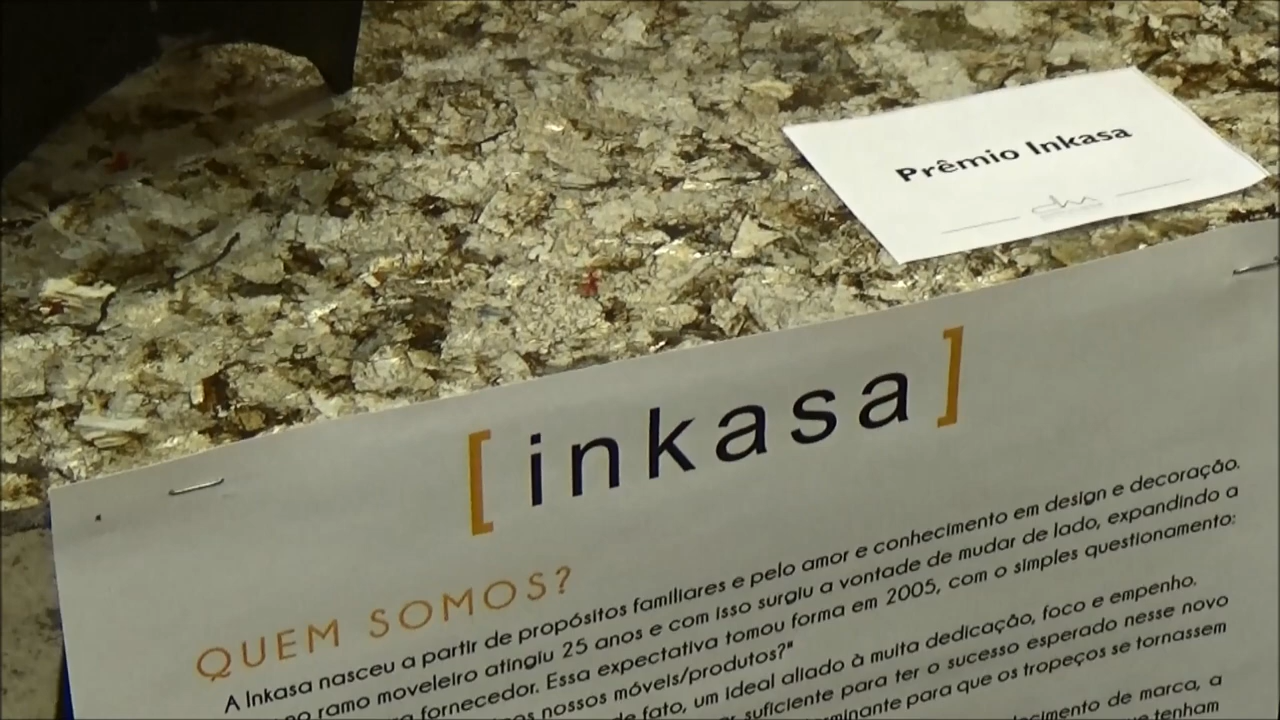 Prêmio Inkasa
[inkasa]
QUEM SOMOS?
A Inkasa nasceu a partir de propósitos familiares e pelo amor e conhecimento em design e decoração.
no ramo moveleiro atingiu 25 anos e com isso surgiu a vontade de mudar de lado, expandindo a
fornecedor. Essa expectativa tomou forma em 2005, com o simples questionamento:
nossos móveis/produtos?"
de fato, um ideal aliado à muita dedicação, foco e empenho.
suficiente para ter o sucesso esperado nesse novo
para que os tropeços se tornassem
de marca, a
tenham